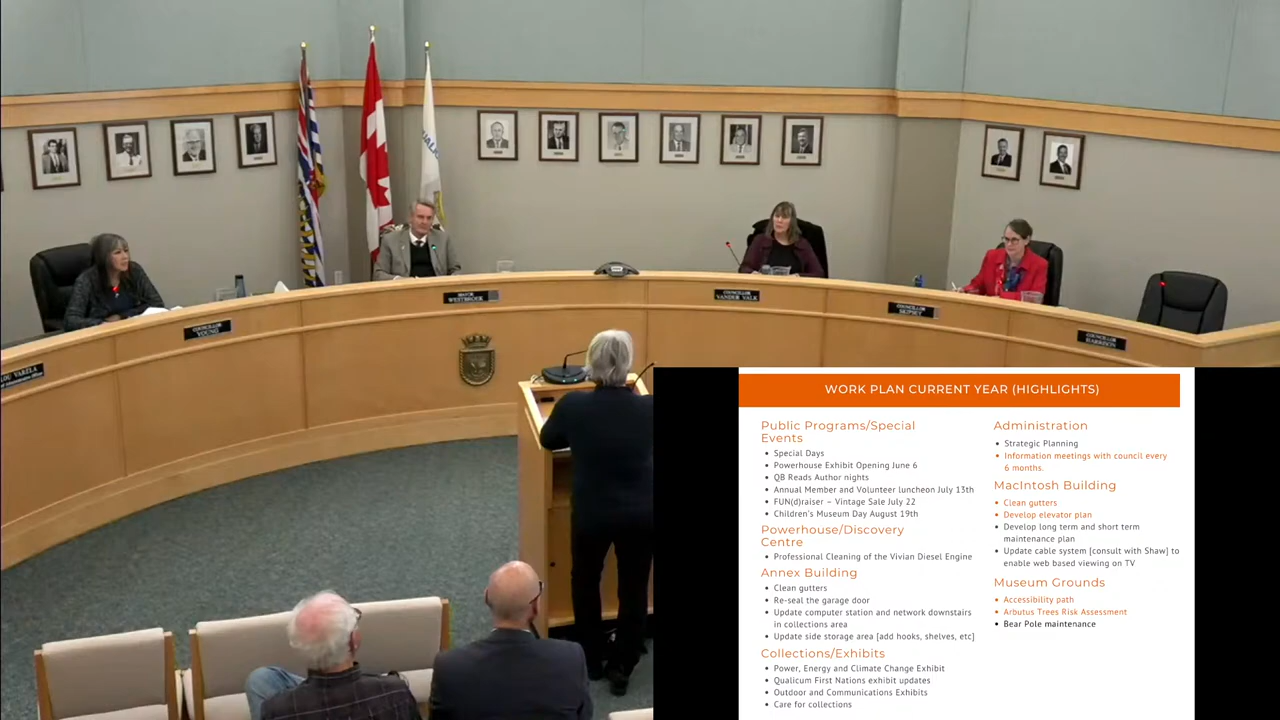 QUALIC
MAYOR
WESTBROEK
COUNCILLOR
VANDER VALK
COUNCILLOR
SKIPSEY
COUNCILLOR
HARRISON
COUNCILLOR
YOUNG
LOU VARELA
WORK PLAN CURRENT YEAR (HIGHLIGHTS)
Public Programs/Special
Events
• Special Days
• Powerhouse Exhibit Opening June 6
• QB Reads Author nights
• Annual Member and Volunteer luncheon July 13th
• FUN(d)raiser – Vintage Sale July 22
• Children's Museum Day August 19th
Powerhouse/Discovery
Centre
• Professional Cleaning of the Vivian Diesel Engine
Annex Building
• Clean gutters
• Re-seal the garage door
• Update computer station and network downstairs
in collections area
• Update side storage area [add hooks, shelves, etc]
Collections/Exhibits
• Power, Energy and Climate Change Exhibit
• Qualicum First Nations exhibit updates
• Outdoor and Communications Exhibits
• Care for collections
Administration
• Strategic Planning
• Information meetings with council every
6 months.
MacIntosh Building
• Clean gutters
• Develop elevator plan
• Develop long term and short term
maintenance plan
• Update cable system [consult with Shaw] to
enable web based viewing on TV
Museum Grounds
• Accessibility path
• Arbutus Trees Risk Assessment
• Bear Pole maintenance